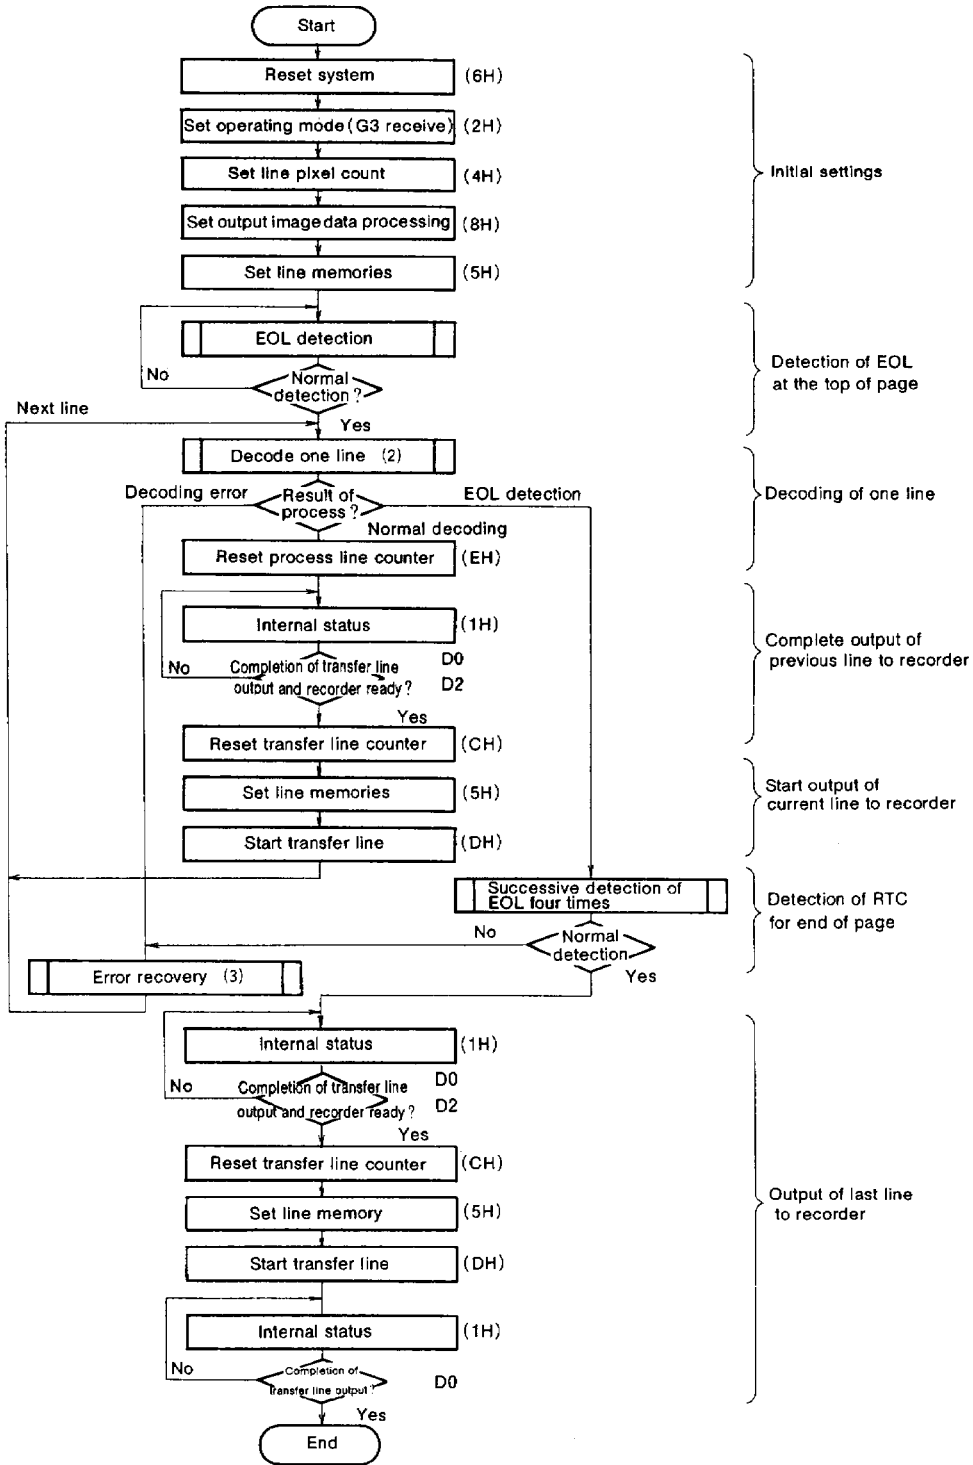 Start
Reset system (6H)
Set operating mode (G3 receive) (2H)
Set line pixel count (4H)
Initial settings
Set output image data processing (8H)
Set line memories (5H)
EOL detection
Detection of EOL
at the top of page
No
Normal
detection?
Next line
Yes
Decode one line (2)
Decoding error
Result of
process?
EOL detection
Decoding of one line
Normal decoding
Reset process line counter (EH)
Internal status (1H)
Complete output of
previous line to recorder
No
Completion of transfer line
output and recorder ready?
D0
D2
Yes
Reset transfer line counter (CH)
Set line memories (5H)
Start output of
current line to recorder
Start transfer line (DH)
Successive detection of
EOL four times
Detection of RTC
for end of page
No
Normal
detection
Yes
Error recovery (3)
Internal status (1H)
No
Completion of transfer line
output and recorder ready?
D0
D2
Yes
Reset transfer line counter (CH)
Set line memory (5H)
Output of last line
to recorder
Start transfer line (DH)
Internal status (1H)
No
Completion of
transfer line output?
D0
Yes
End